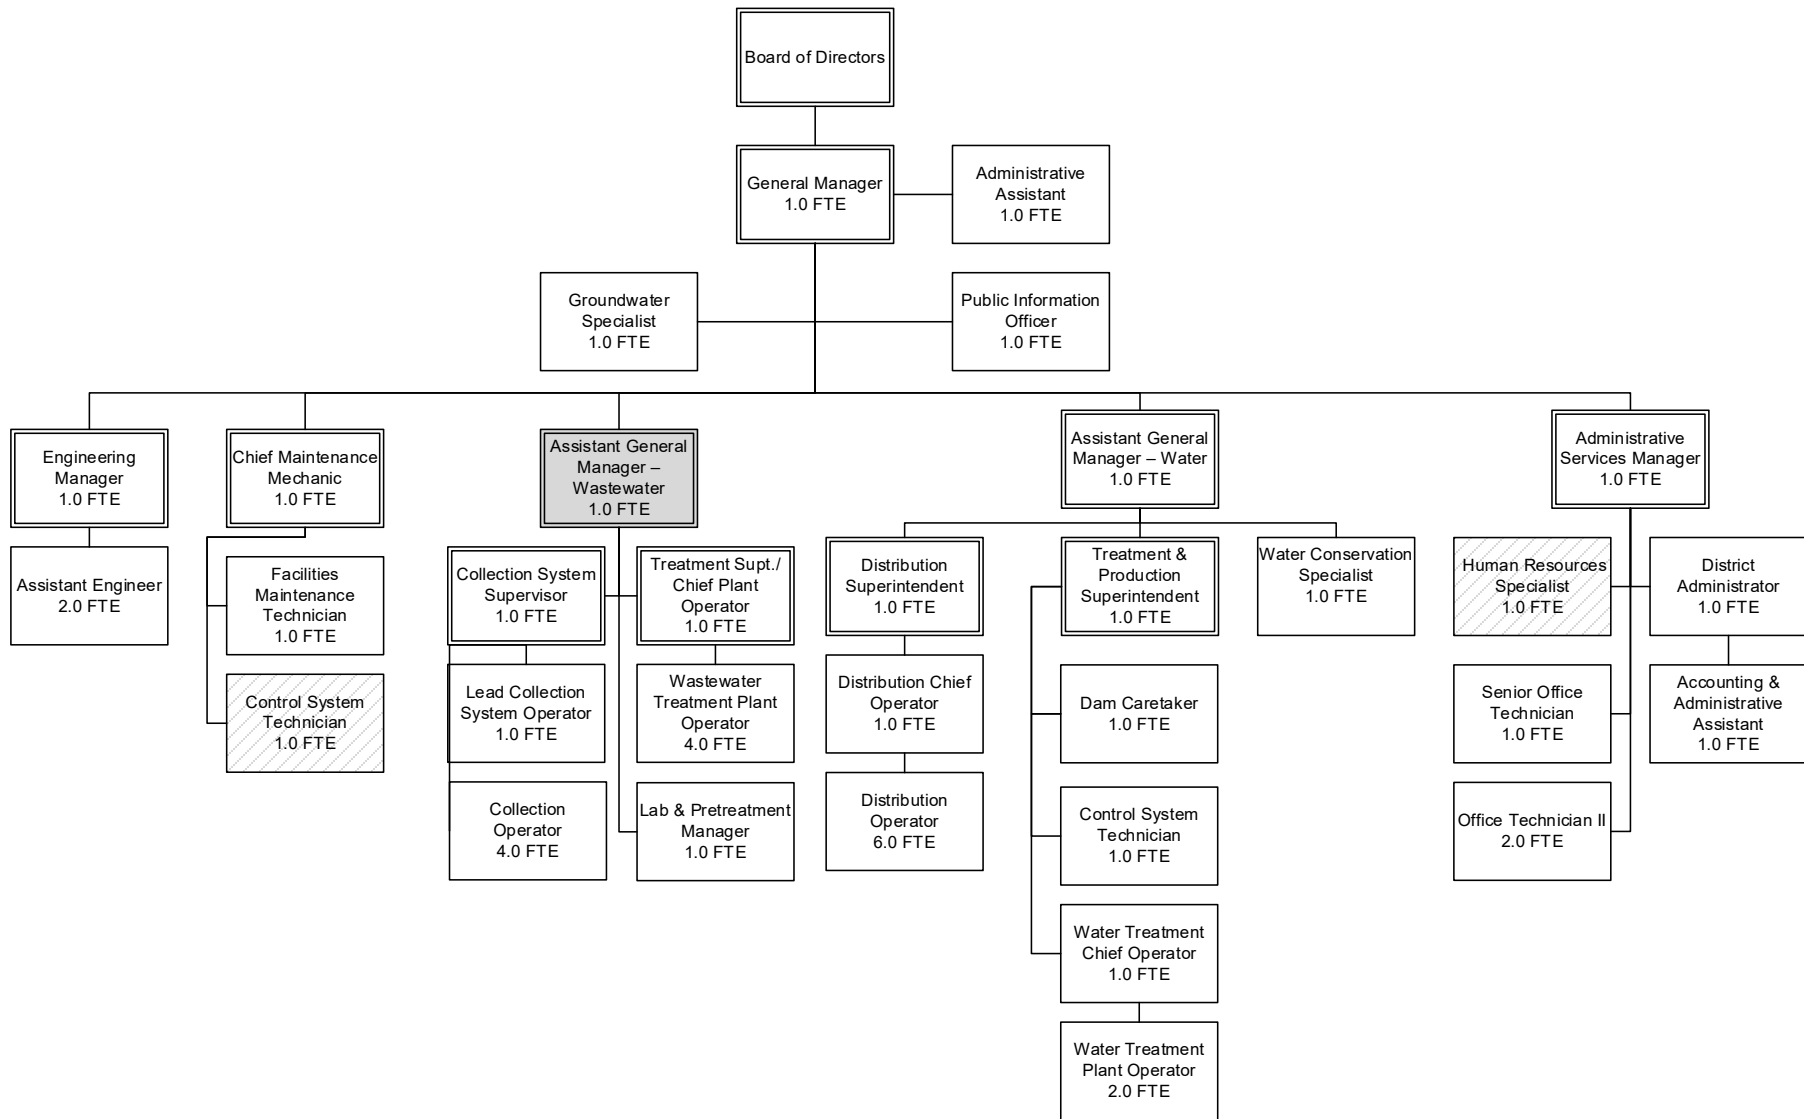 Board of Directors
General Manager
1.0 FTE
Administrative
Assistant
1.0 FTE
Groundwater
Specialist
1.0 FTE
Public Information
Officer
1.0 FTE
Engineering
Manager
1.0 FTE
Chief Maintenance
Mechanic
1.0 FTE
Assistant General
Manager –
Wastewater
1.0 FTE
Assistant General
Manager – Water
1.0 FTE
Administrative
Services Manager
1.0 FTE
Assistant Engineer
2.0 FTE
Facilities
Maintenance
Technician
1.0 FTE
Control System
Technician
1.0 FTE
Collection System
Supervisor
1.0 FTE
Treatment Supt./
Chief Plant
Operator
1.0 FTE
Lead Collection
System Operator
1.0 FTE
Wastewater
Treatment Plant
Operator
4.0 FTE
Collection
Operator
4.0 FTE
Lab & Pretreatment
Manager
1.0 FTE
Distribution
Superintendent
1.0 FTE
Treatment &
Production
Superintendent
1.0 FTE
Water Conservation
Specialist
1.0 FTE
Distribution Chief
Operator
1.0 FTE
Distribution
Operator
6.0 FTE
Dam Caretaker
1.0 FTE
Control System
Technician
1.0 FTE
Water Treatment
Chief Operator
1.0 FTE
Water Treatment
Plant Operator
2.0 FTE
Human Resources
Specialist
1.0 FTE
District
Administrator
1.0 FTE
Senior Office
Technician
1.0 FTE
Accounting &
Administrative
Assistant
1.0 FTE
Office Technician II
2.0 FTE